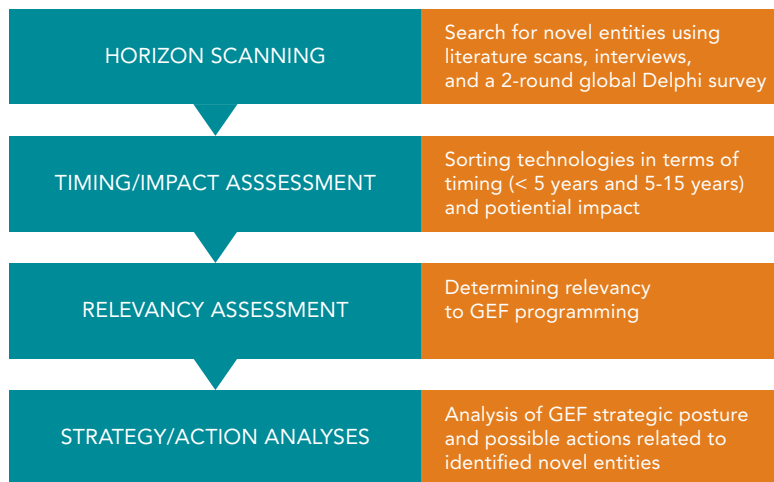 HORIZON SCANNING
Search for novel entities using
literature scans, interviews,
and a 2-round global Delphi survey
TIMING/IMPACT ASSSESSMENT
Sorting technologies in terms of
timing (< 5 years and 5-15 years)
and potiential impact
RELEVANCY ASSESSMENT
Determining relevancy
to GEF programming
STRATEGY/ACTION ANALYSES
Analysis of GEF strategic posture
and possible actions related to
identified novel entities